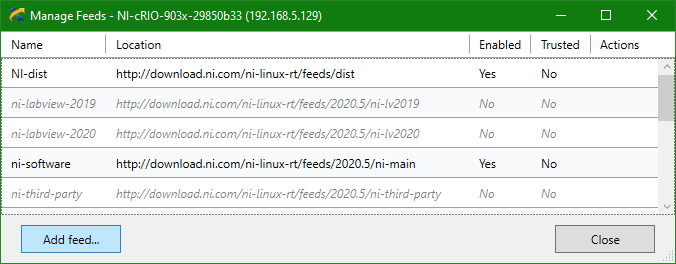 Manage Feeds - NI-cRIO-903x-29850b33 (192.168.5.129)
Name Location Enabled Trusted Actions
NI-dist http://download.ni.com/ni-linux-rt/feeds/dist Yes No
ni-labview-2019 http://download.ni.com/ni-linux-rt/feeds/2020.5/ni-lv2019 No No
ni-labview-2020 http://download.ni.com/ni-linux-rt/feeds/2020.5/ni-lv2020 No No
ni-software http://download.ni.com/ni-linux-rt/feeds/2020.5/ni-main Yes No
ni-third-party http://download.ni.com/ni-linux-rt/feeds/2020.5/ni-third-party No No
Add feed... Close